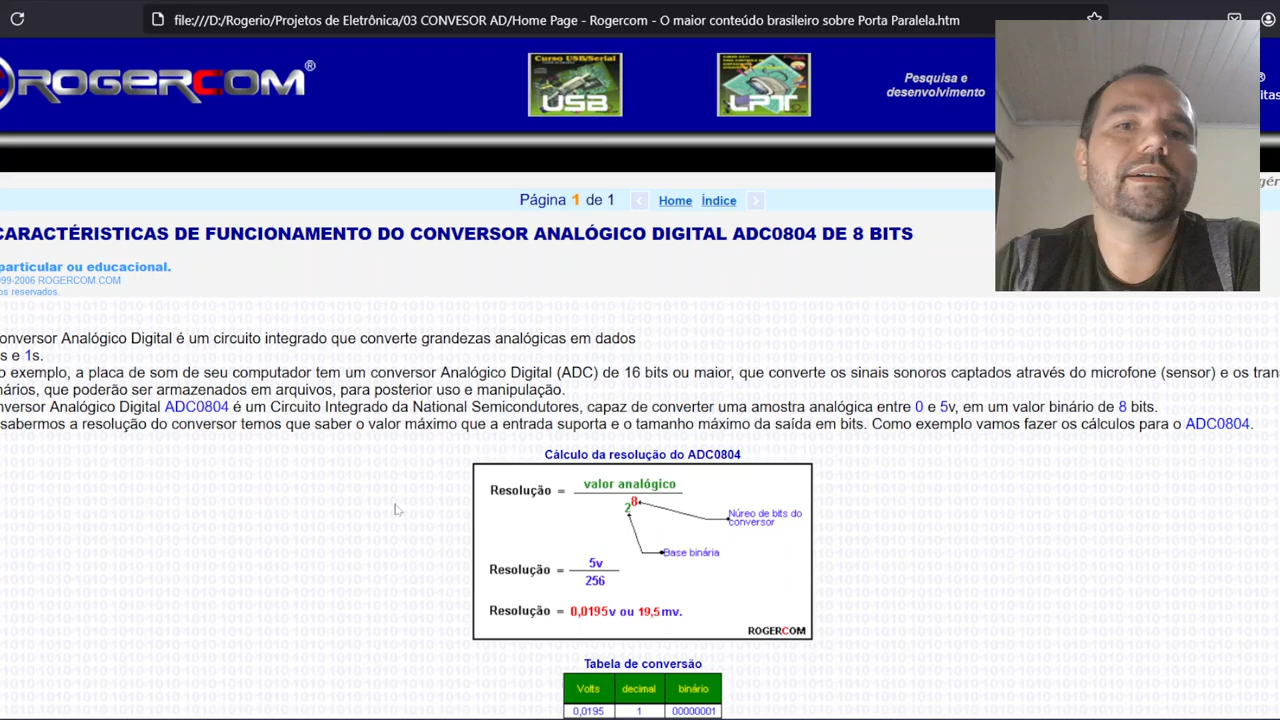 file:///D:/Rogerio/Projetos de Eletrônica/03 CONVESOR AD/Home Page - Rogercom - O maior conteúdo brasileiro sobre Porta Paralela.htm
ROGERCOM®
Curso USB/Serial
USB
LPT
Pesquisa e
desenvolvimento
®
itas
Página 1 de 1
Home
Índice
CARACTÉRISTICAS DE FUNCIONAMENTO DO CONVERSOR ANALÓGICO DIGITAL ADC0804 DE 8 BITS
particular ou educacional.
99-2006 ROGERCOM.COM
os reservados.
onversor Analógico Digital é um circuito integrado que converte grandezas analógicas em dados
s e 1s.
o exemplo, a placa de som de seu computador tem um conversor Analógico Digital (ADC) de 16 bits ou maior, que converte os sinais sonoros captados através do microfone (sensor) e os tran
nários, que poderão ser armazenados em arquivos, para posterior uso e manipulação.
nversor Analógico Digital ADC0804 é um Circuito Integrado da National Semicondutores, capaz de converter uma amostra analógica entre 0 e 5v, em um valor binário de 8 bits.
sabermos a resolução do conversor temos que saber o valor máximo que a entrada suporta e o tamanho máximo da saída em bits. Como exemplo vamos fazer os cálculos para o ADC0804.
Cálculo da resolução do ADC0804
Resolução = valor analógico
2 8
Núreo de bits do
conversor
Base binária
Resolução = 5v
256
Resolução = 0,0195v ou 19,5mv.
ROGERCOM
Tabela de conversão
Volts decimal binário
0,0195 1 00000001